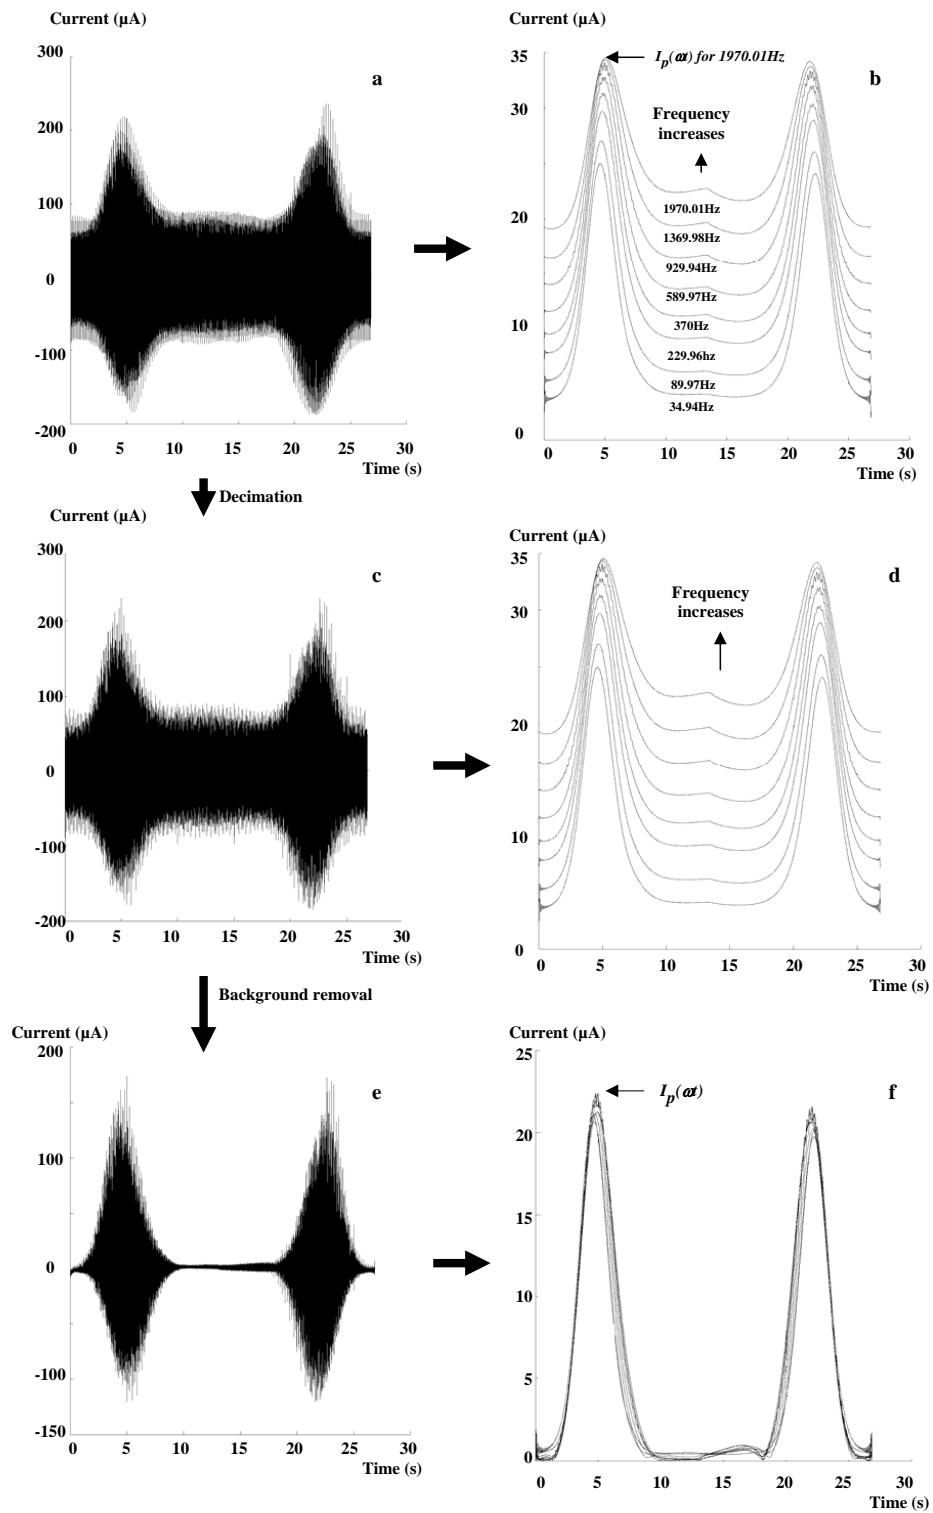 Current (µA)
300
a
200
100
0
-100
-200
0 5 10 15 20 25 30
Time (s)
Current (µA)
35
I_p(ωt) for 1970.01Hz
b
30
Frequency
increases
20
1970.01Hz
1369.98Hz
929.94Hz
589.97Hz
10
370Hz
229.96hz
89.97Hz
34.94Hz
0
0 5 10 15 20 25 30
Time (s)
Decimation
Current (µA)
300
c
200
100
0
-100
-200
0 5 10 15 20 25 30
Time (s)
Current (µA)
35
d
30
Frequency
increases
20
10
0
0 5 10 15 20 25 30
Time (s)
Background removal
Current (µA)
200
e
100
0
-100
-150
0 5 10 15 20 25 30
Time (s)
Current (µA)
25
I_p(ωt)
f
20
15
10
5
0
0 5 10 15 20 25 30
Time (s)